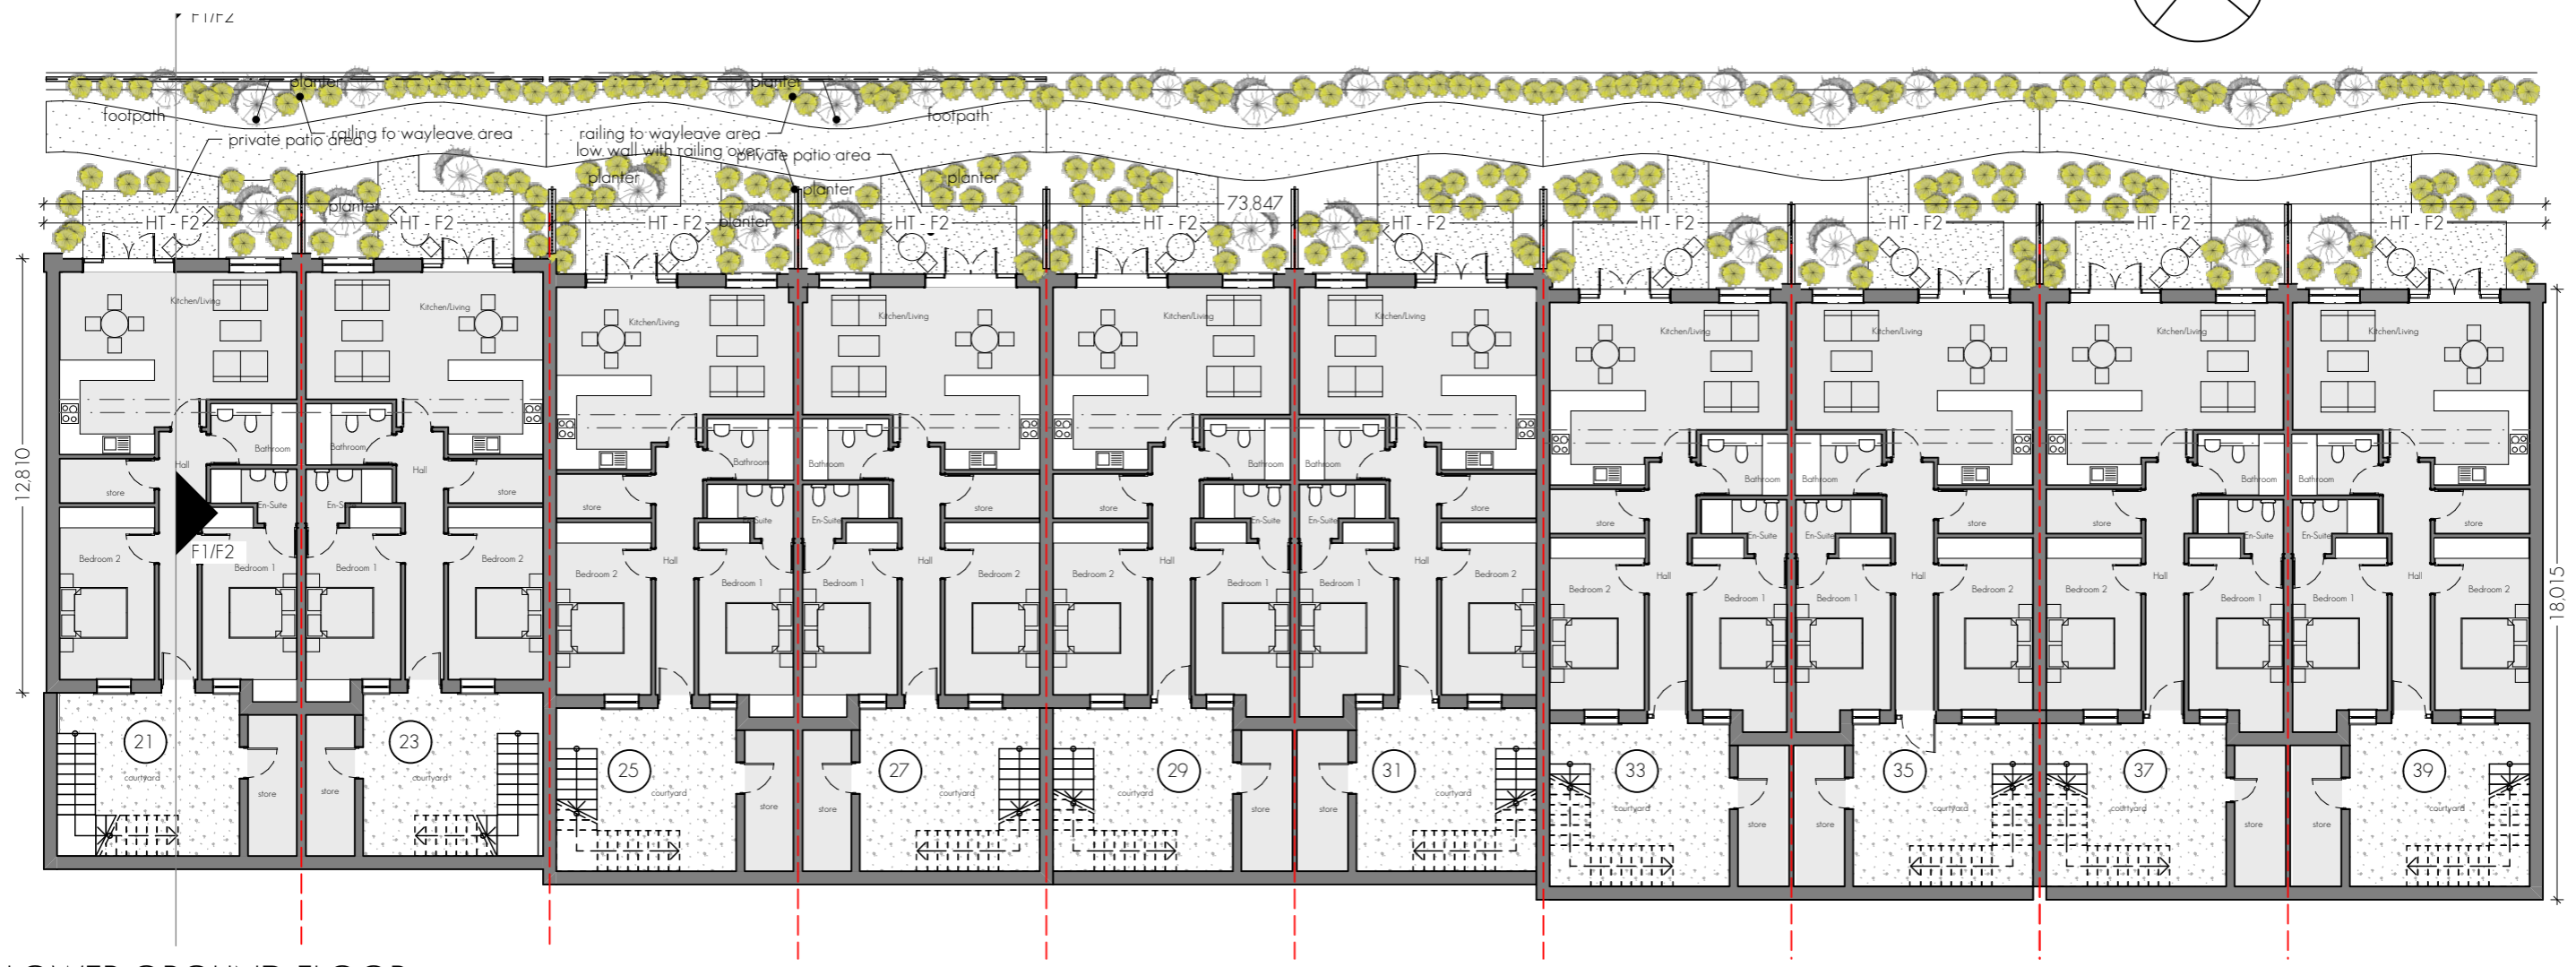 F1/F2
planter
planter
footpath
footpath
railing to wayleave area
railing to wayleave area
private patio area
low wall with railing over
private patio area
planter
planter
planter
planter
planter
73,847
HT - F2
HT - F2
HT - F2
HT - F2
HT - F2
HT - F2
HT - F2
HT - F2
HT - F2
HT - F2
Kitchen/Living
Kitchen/Living
Kitchen/Living
Kitchen/Living
Kitchen/Living
Kitchen/Living
Kitchen/Living
Kitchen/Living
Kitchen/Living
Kitchen/Living
12,810
Bathroom
Bathroom
Bathroom
Bathroom
Bathroom
Bathroom
Bathroom
Bathroom
Bathroom
Bathroom
Hall
Hall
store
store
store
store
store
store
store
store
store
store
En-Suite
En-Suite
En-Suite
En-Suite
En-Suite
En-Suite
En-Suite
En-Suite
En-Suite
En-Suite
F1/F2
Bedroom 2
Bedroom 1
Bedroom 1
Bedroom 2
Bedroom 2
Hall
Bedroom 1
Bedroom 1
Hall
Bedroom 2
Bedroom 2
Hall
Bedroom 1
Bedroom 1
Hall
Bedroom 2
Bedroom 2
Hall
Bedroom 1
Bedroom 1
Hall
Bedroom 2
Bedroom 2
Hall
Bedroom 1
Bedroom 1
Hall
Bedroom 2
18,015
21
23
25
27
29
31
33
35
37
39
courtyard
store
store
courtyard
courtyard
store
store
courtyard
courtyard
store
store
courtyard
courtyard
store
store
courtyard
courtyard
store
store
courtyard
LOWER GROUND FLOOR